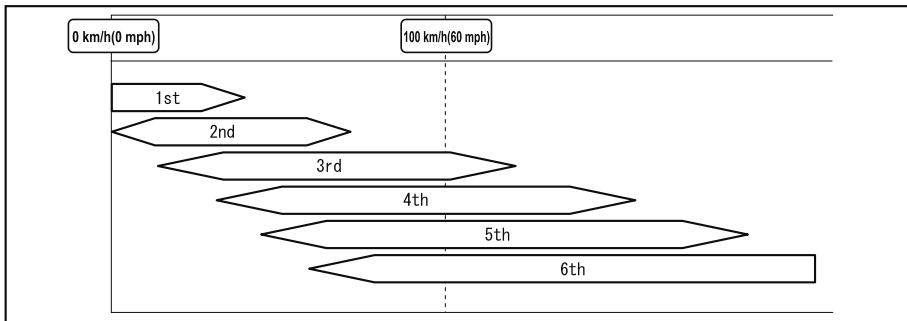 0 km/h(0 mph) 100 km/h(60 mph)
1st
2nd
3rd
4th
5th
6th